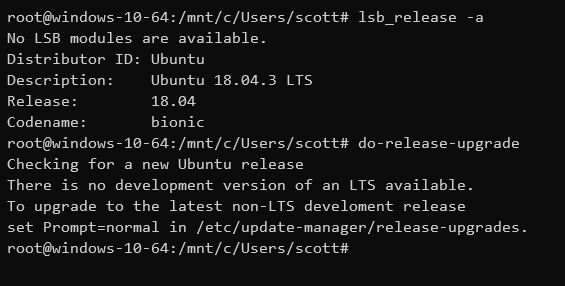 root@windows-10-64:/mnt/c/Users/scott# lsb_release -a
No LSB modules are available.
Distributor ID: Ubuntu
Description:    Ubuntu 18.04.3 LTS
Release:        18.04
Codename:       bionic
root@windows-10-64:/mnt/c/Users/scott# do-release-upgrade
Checking for a new Ubuntu release
There is no development version of an LTS available.
To upgrade to the latest non-LTS develoment release
set Prompt=normal in /etc/update-manager/release-upgrades.
root@windows-10-64:/mnt/c/Users/scott#